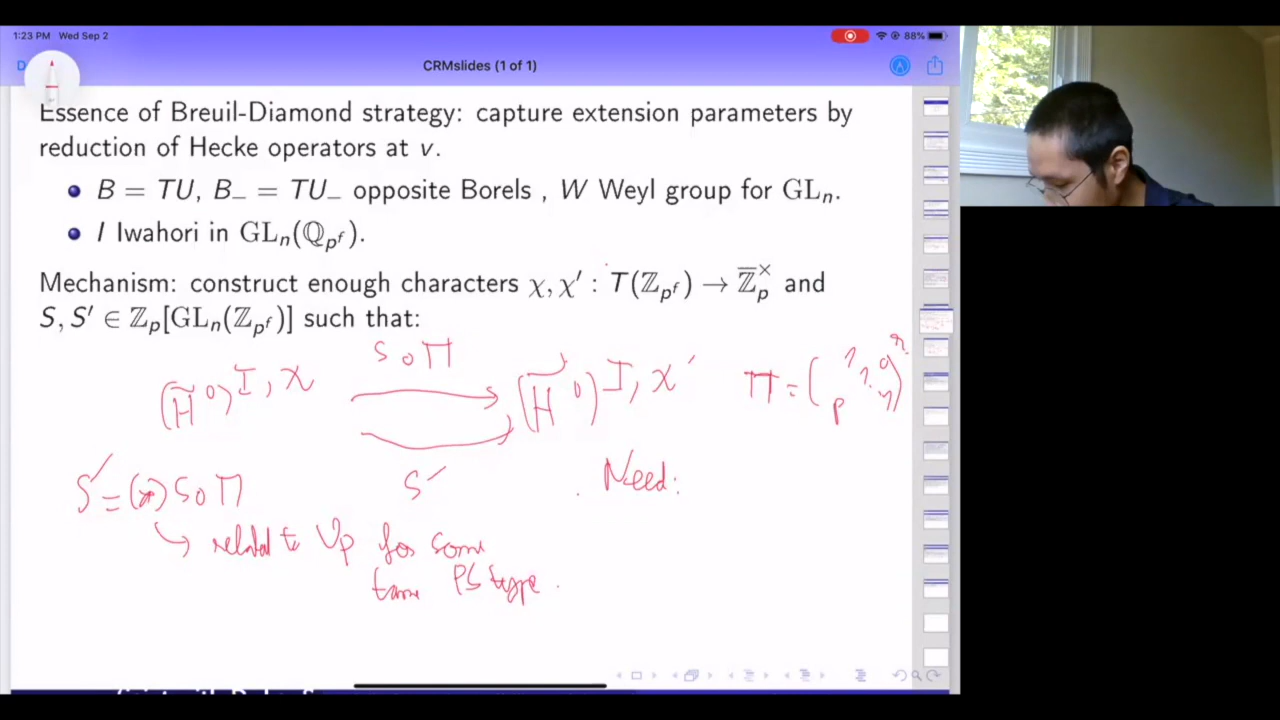 1:23 PM Wed Sep 2
88%
CRMslides (1 of 1)
Essence of Breuil-Diamond strategy: capture extension parameters by
reduction of Hecke operators at v.
B = TU, B₋ = TU₋ opposite Borels , W Weyl group for GLₙ.
I Iwahori in GLₙ(ℚ_{p^f}).
Mechanism: construct enough characters χ, χ′ : T(ℤ_{p^f}) → ℤ̅ₚ^× and
S, S′ ∈ ℤₚ[GLₙ(ℤ_{p^f})] such that:
S ∘ Π
(H̃⁰)^{I, χ} → (H̃⁰)^{I, χ′}
S′
S′ = (*) S ∘ Π
Need:
related to Up for some
tame PS type.